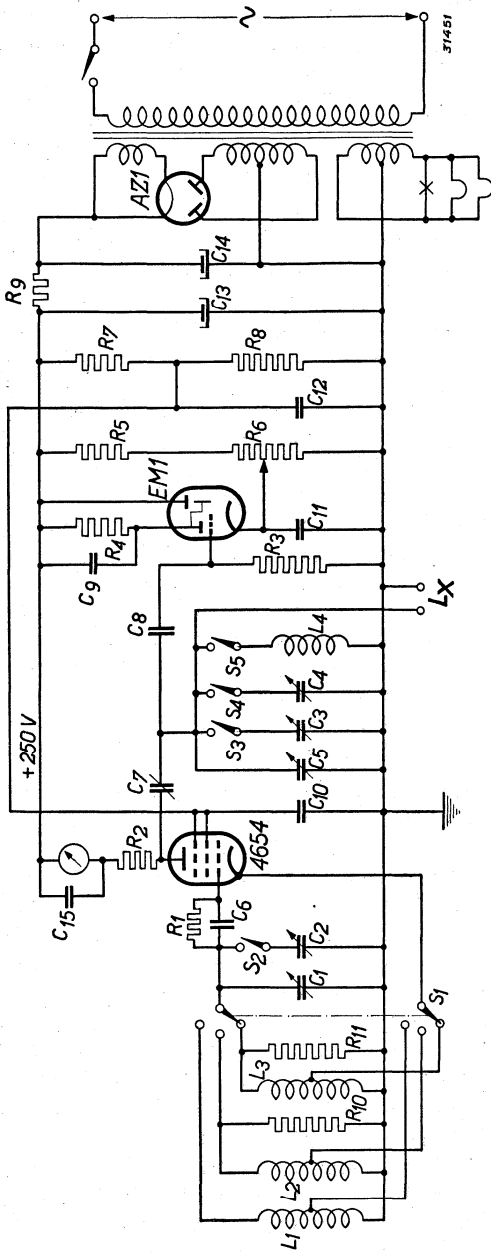 L1
L2
R10
L3
R11
S1
C1
C2
S2
R1
C6
4654
C15
R2
+250V
C7
C10
C5
C3
S3
C4
S4
L4
S5
Lx
C8
C9
R4
EM1
R3
C11
R5
R6
C12
R7
R8
R9
C13
C14
AZ1
~
31451